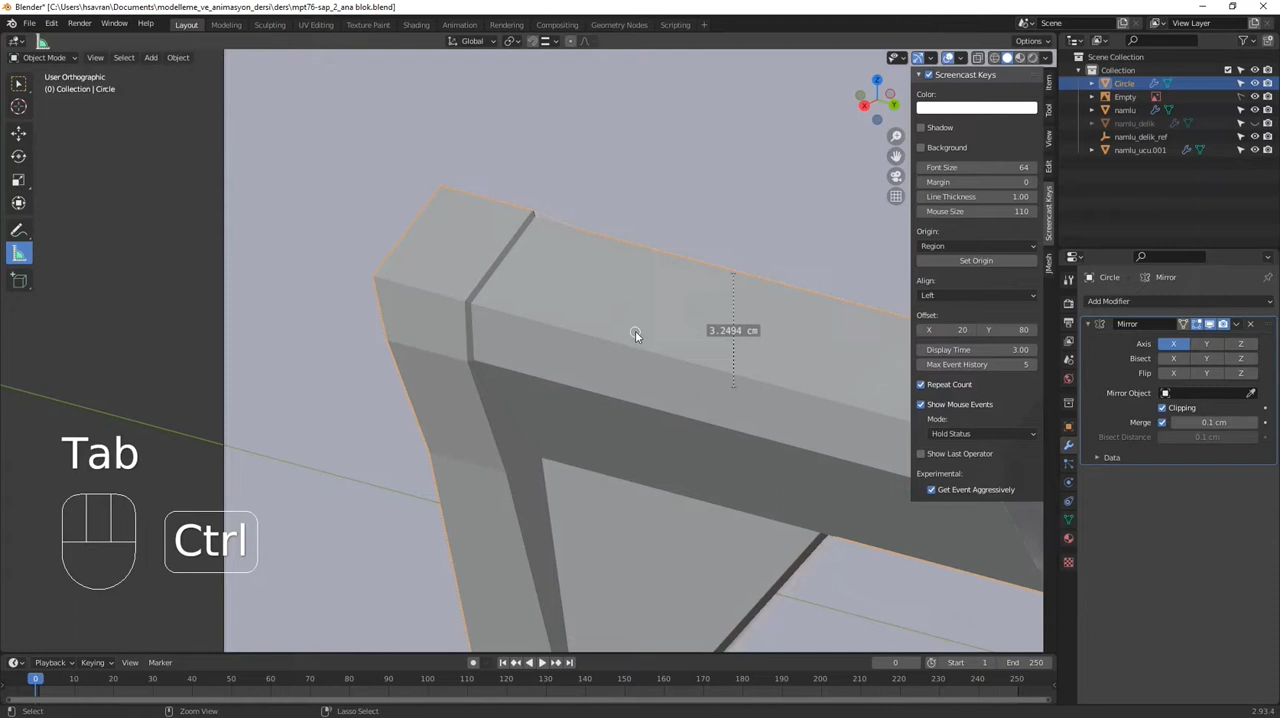 Blender* [C:\Users\hsavran\Documents\modelleme_ve_animasyon_ders\ders\mpt76-sap_2_ana blok.blend]
File Edit Render Window Help Layout Modeling Sculpting UV Editing Texture Paint Shading Animation Rendering Compositing Geometry Nodes Scripting Scene View Layer
Global Options
Object Mode View Select Add Object
User Orthographic
(0) Collection | Circle
Z
X
Y
3.2494 cm
Tab
Ctrl
Screencast Keys
Color:
Shadow
Background
Font Size 64
Margin 0
Line Thickness 1.00
Mouse Size 110
Origin:
Region
Set Origin
Align:
Left
Offset:
X 20 Y 80
Display Time 3.00
Max Event History 5
Repeat Count
Show Mouse Events
Mode:
Hold Status
Show Last Operator
Experimental:
Get Event Aggressively
Item
Tool
View
Edit
Screencast Keys
JMesh
Scene Collection
Collection
Circle
Empty
namlu
namlu_delik
namlu_delik_ref
namlu_ucu.001
Circle Mirror
Add Modifier
Mirror
Axis X Y Z
Bisect X Y Z
Flip X Y Z
Mirror Object
Clipping
Merge 0.1 cm
Bisect Distance 0.1 cm
Data
Playback Keying View Marker 0 Start 1 End 250
0 10 20 30 40 50 60 70 80 90 100 110 120 130 140 150 160 170 180 190 200 210 220 230 240 250
Select Zoom View Lasso Select 2.93.4